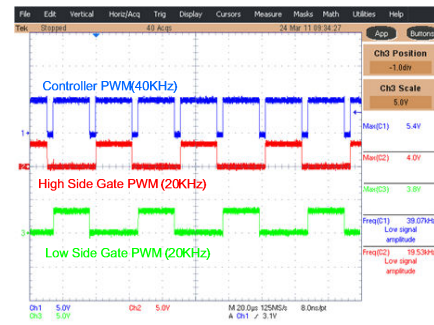 File Edit Vertical Horiz/Acq Trig Display Cursors Measure Masks Math Utilities Help
Tek Stopped 40 Acqs 24 Mar 11 09:34:27
App Buttons
Ch3 Position
-1.0div
Ch3 Scale
5.0V
Controller PWM(40KHz)
Max(C1) 5.4V
Max(C2) 4.0V
High Side Gate PWM (20KHz)
Max(C3) 3.8V
Freq(C1) 39.07kHz
Low signal
amplitude
Low Side Gate PWM (20KHz)
Freq(C2) 19.53kHz
Low signal
amplitude
Ch1 5.0V Ch2 5.0V M 20.0µs 125MS/s 8.0ns/pt
Ch3 5.0V A Ch1 / 3.1V